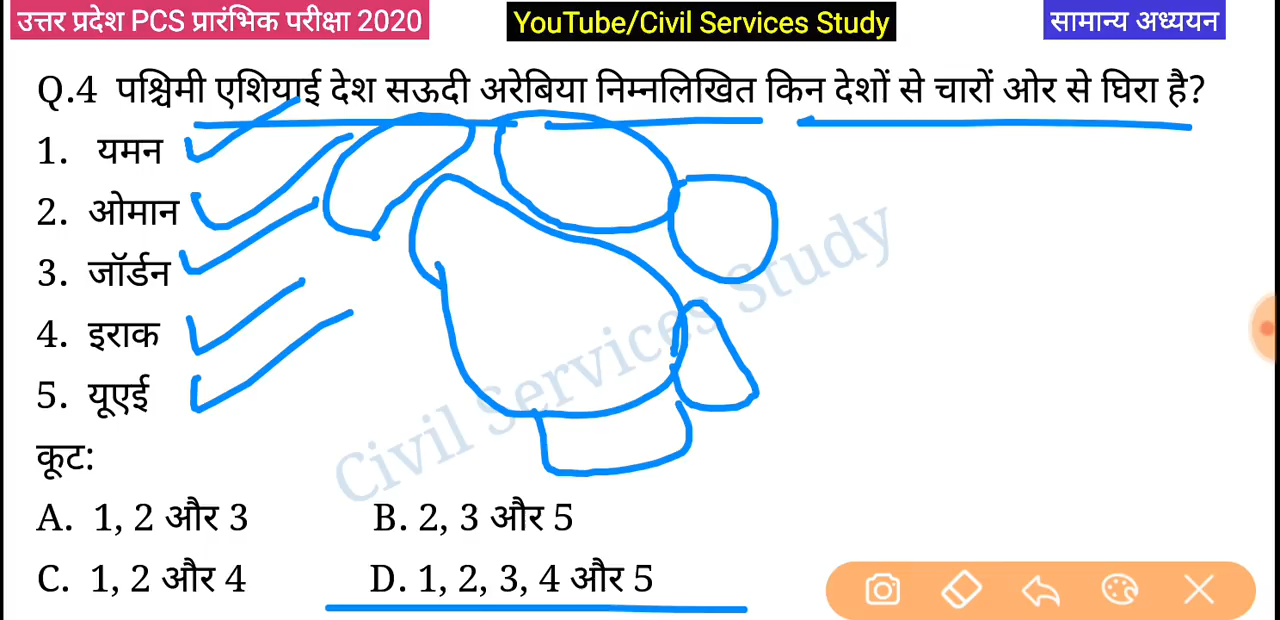 उत्तर प्रदेश PCS प्रारंभिक परीक्षा 2020 YouTube/Civil Services Study सामान्य अध्ययन
Q.4 पश्चिमी एशियाई देश सऊदी अरेबिया निम्नलिखित किन देशों से चारों ओर से घिरा है?
1. यमन
2. ओमान
3. जॉर्डन
4. इराक
5. यूएई
कूट:
A. 1, 2 और 3 B. 2, 3 और 5
C. 1, 2 और 4 D. 1, 2, 3, 4 और 5
Civil Services Study